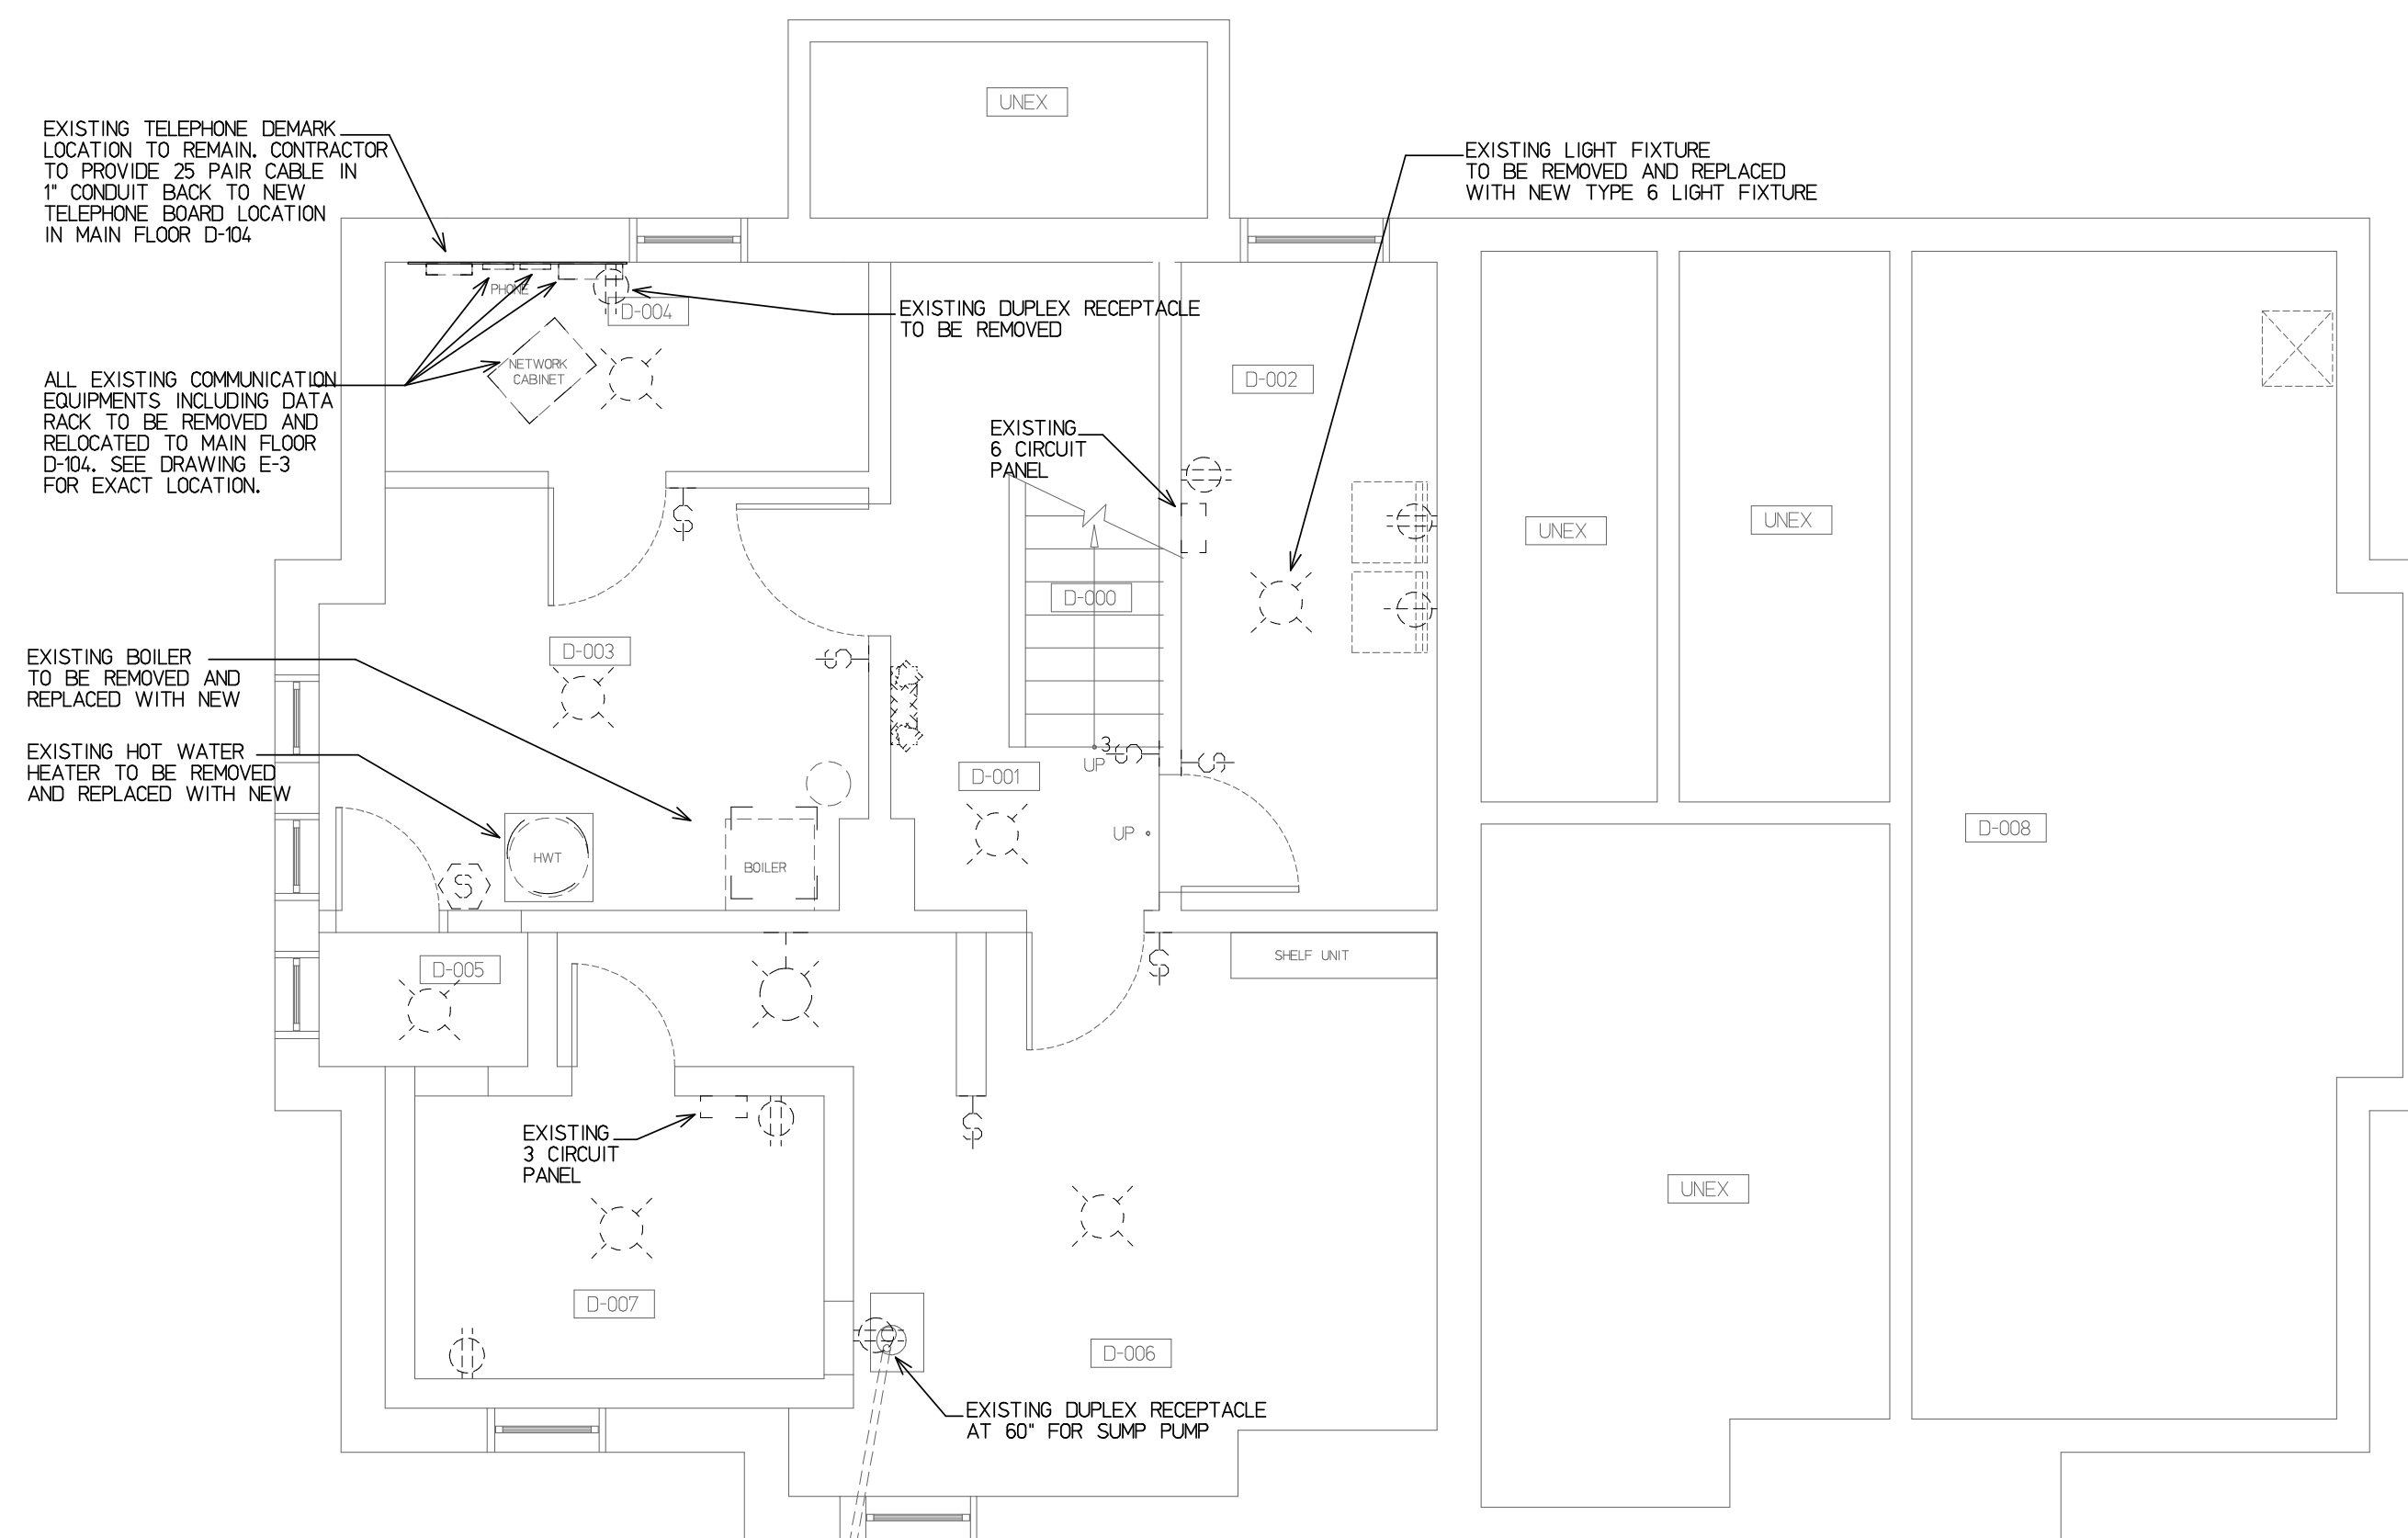 UNEX
EXISTING TELEPHONE DEMARK
LOCATION TO REMAIN. CONTRACTOR
TO PROVIDE 25 PAIR CABLE IN
1" CONDUIT BACK TO NEW
TELEPHONE BOARD LOCATION
IN MAIN FLOOR D-104
EXISTING LIGHT FIXTURE
TO BE REMOVED AND REPLACED
WITH NEW TYPE 6 LIGHT FIXTURE
PHONE
D-004
EXISTING DUPLEX RECEPTACLE
TO BE REMOVED
NETWORK
CABINET
ALL EXISTING COMMUNICATION
EQUIPMENTS INCLUDING DATA
RACK TO BE REMOVED AND
RELOCATED TO MAIN FLOOR
D-104. SEE DRAWING E-3
FOR EXACT LOCATION.
D-002
EXISTING
6 CIRCUIT
PANEL
UNEX
UNEX
D-000
D-003
EXISTING BOILER
TO BE REMOVED AND
REPLACED WITH NEW
EXISTING HOT WATER
HEATER TO BE REMOVED
AND REPLACED WITH NEW
3
UP
D-001
UP
D-008
HWT
BOILER
S
D-005
SHELF UNIT
EXISTING
3 CIRCUIT
PANEL
UNEX
D-007
D-006
EXISTING DUPLEX RECEPTACLE
AT 60" FOR SUMP PUMP